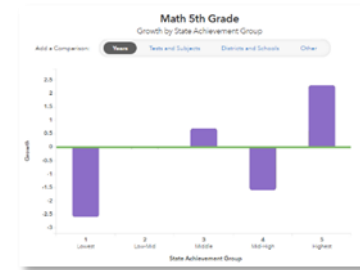 Math 5th Grade
Growth by State Achievement Group
Add a Comparison: Years Tests and Subjects Districts and Schools Other
2.5
2
1.5
1
0.5
0
-0.5
-1
-1.5
-2
-2.5
-3
Growth
1 2 3 4 5
Lowest Low-Mid Middle Mid-High Highest
State Achievement Group